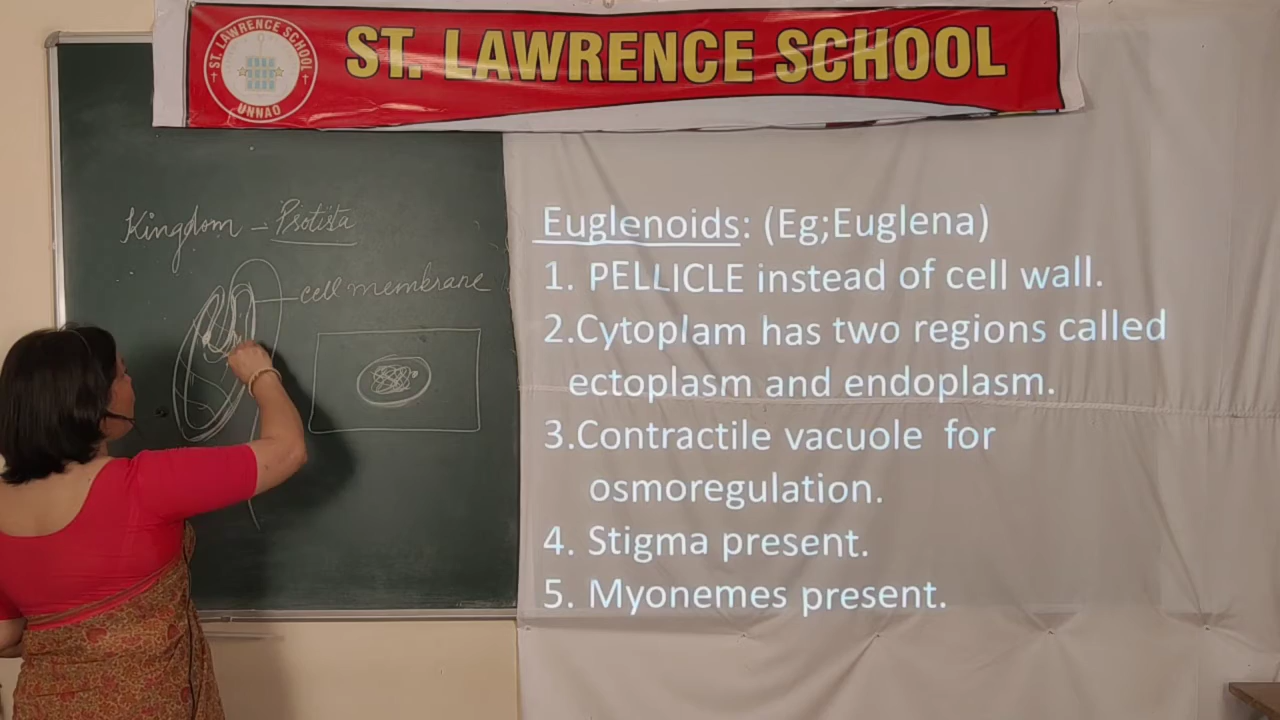 ST. LAWRENCE SCHOOL
ST. LAWRENCE SCHOOL
UNNAO
Kingdom - Protista
cell membrane
Euglenoids: (Eg;Euglena)
1. PELLICLE instead of cell wall.
2.Cytoplam has two regions called
ectoplasm and endoplasm.
3.Contractile vacuole for
osmoregulation.
4. Stigma present.
5. Myonemes present.